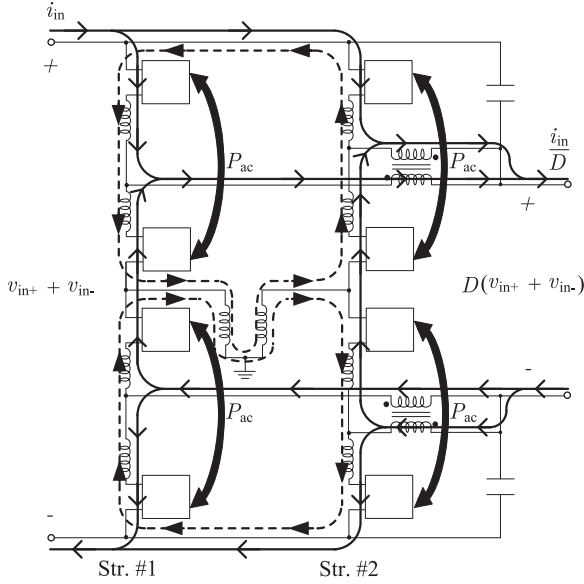 i_in
+
P_ac
P_ac
i_in
D
+
v_in+ + v_in-
D(v_in+ + v_in-)
-
P_ac
P_ac
-
Str. #1
Str. #2